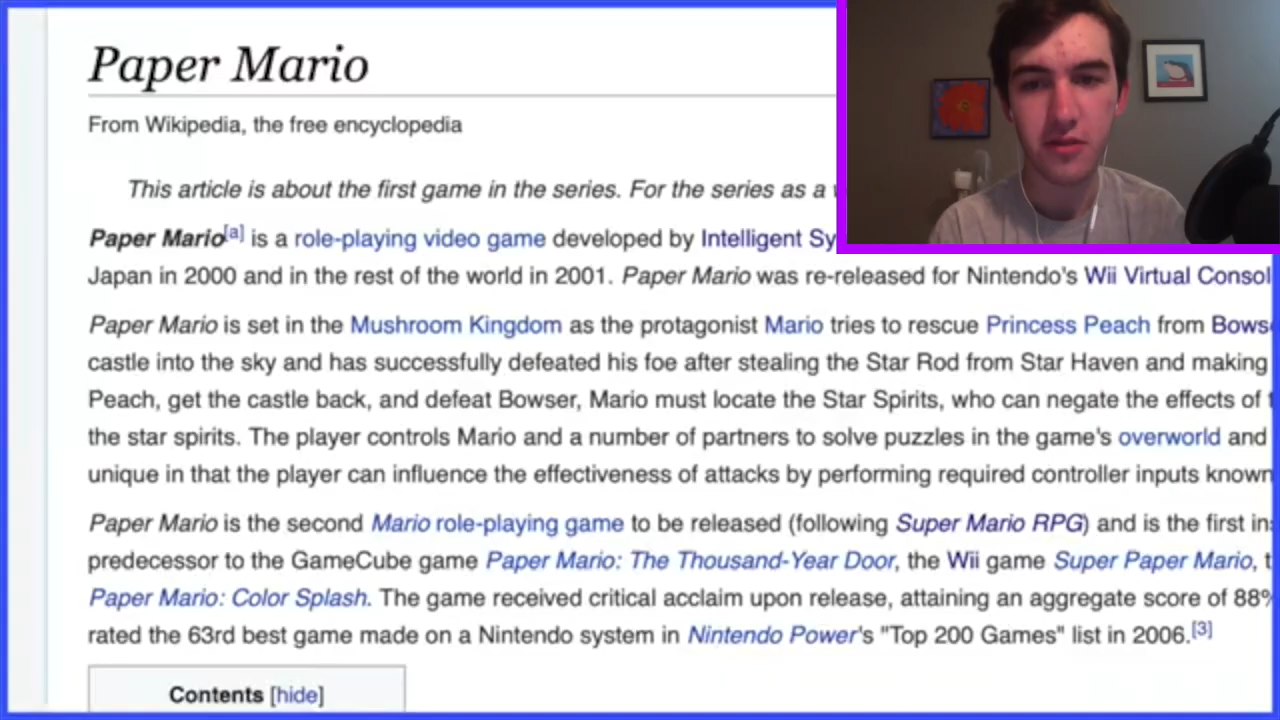 Paper Mario
From Wikipedia, the free encyclopedia
This article is about the first game in the series. For the series as a
Paper Mario[a] is a role-playing video game developed by Intelligent Sy
Japan in 2000 and in the rest of the world in 2001. Paper Mario was re-released for Nintendo's Wii Virtual Consol
Paper Mario is set in the Mushroom Kingdom as the protagonist Mario tries to rescue Princess Peach from Bows
castle into the sky and has successfully defeated his foe after stealing the Star Rod from Star Haven and making
Peach, get the castle back, and defeat Bowser, Mario must locate the Star Spirits, who can negate the effects of
the star spirits. The player controls Mario and a number of partners to solve puzzles in the game's overworld and
unique in that the player can influence the effectiveness of attacks by performing required controller inputs known
Paper Mario is the second Mario role-playing game to be released (following Super Mario RPG) and is the first in
predecessor to the GameCube game Paper Mario: The Thousand-Year Door, the Wii game Super Paper Mario, t
Paper Mario: Color Splash. The game received critical acclaim upon release, attaining an aggregate score of 88%
rated the 63rd best game made on a Nintendo system in Nintendo Power's "Top 200 Games" list in 2006.[3]
Contents [hide]